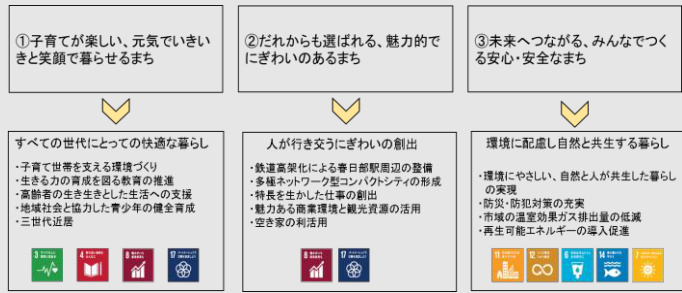 ①子育てが楽しい、元気でいきい
きと笑顔で暮らせるまち
②だれからも選ばれる、魅力的で
にぎわいのあるまち
③未来へつながる、みんなでつく
る安心・安全なまち
すべての世代にとっての快適な暮らし
・子育て世帯を支える環境づくり
・生きる力の育成を図る教育の推進
・高齢者の生き生きとした生活への支援
・地域社会と協力した青少年の健全育成
・三世代近居
3
4
8
17
人が行き交うにぎわいの創出
・鉄道高架化による春日部駅周辺の整備
・多極ネットワーク型コンパクトシティの形成
・特長を生かした仕事の創出
・魅力ある商業環境と観光資源の活用
・空き家の利活用
8
17
環境に配慮し自然と共生する暮らし
・環境にやさしい、自然と人が共生した暮らし
の実現
・防災・防犯対策の充実
・市域の温室効果ガス排出量の低減
・再生可能エネルギーの導入促進
11
12
6
14
7